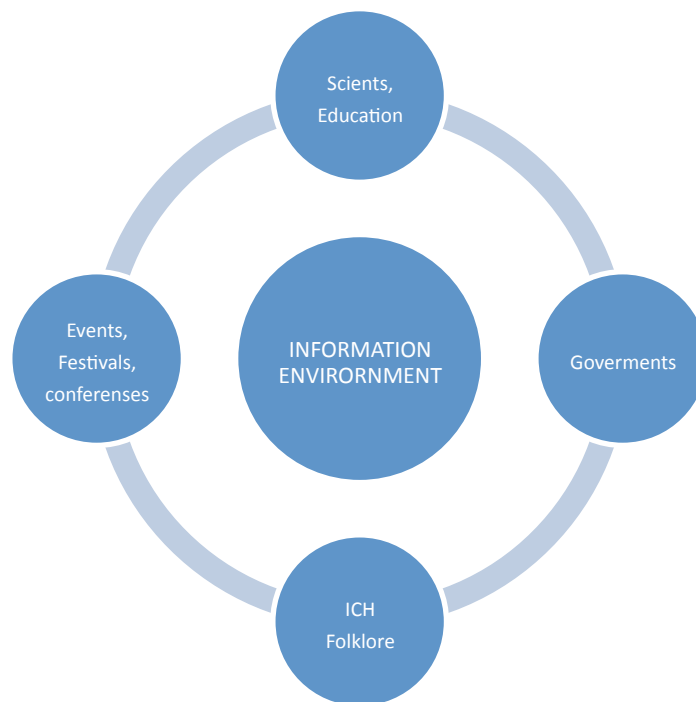 Scients,
Education
Events,
Festivals,
conferenses
INFORMATION
ENVIRORNMENT
Goverments
ICH
Folklore